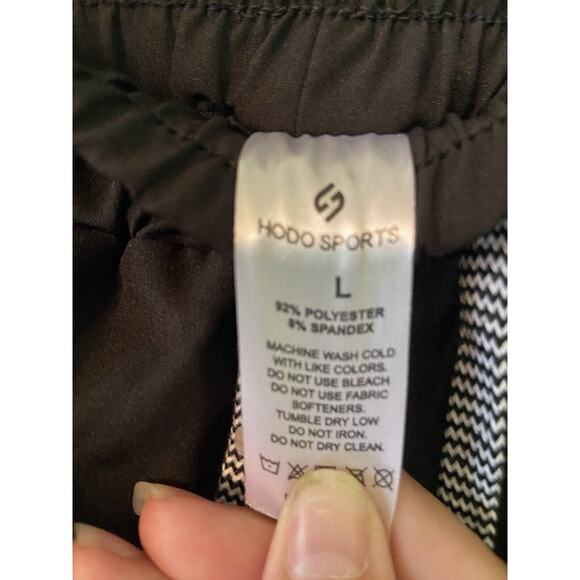 HODO SPORTS
L
92% POLYESTER
8% SPANDEX
MACHINE WASH COLD
WITH LIKE COLORS.
DO NOT USE BLEACH
DO NOT USE FABRIC
SOFTENERS.
TUMBLE DRY LOW
DO NOT IRON.
DO NOT DRY CLEAN.